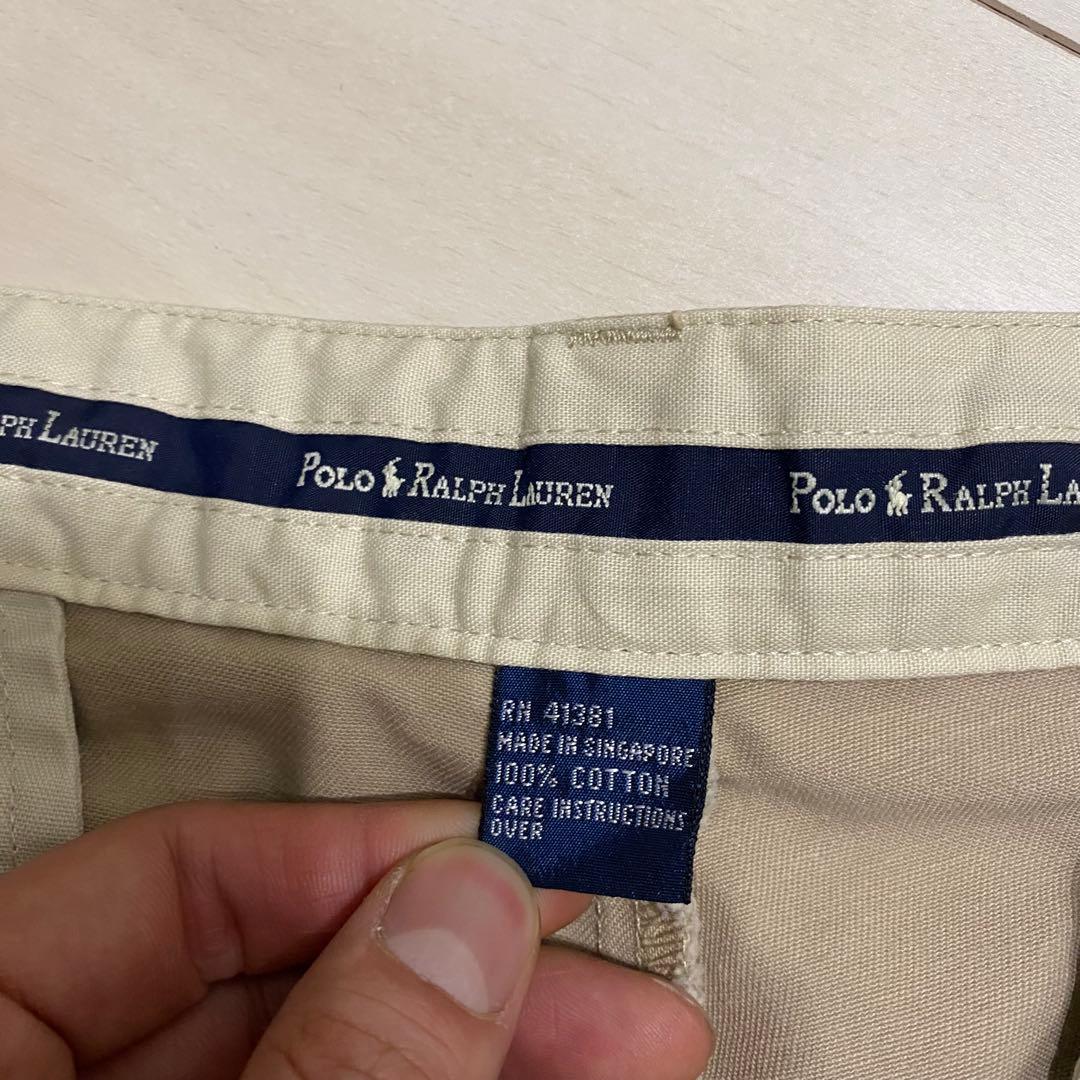 PH LAUREN
POLO RALPH LAUREN
POLO RALPH LA
RN 41381
MADE IN SINGAPORE
100% COTTON
CARE INSTRUCTIONS
OVER